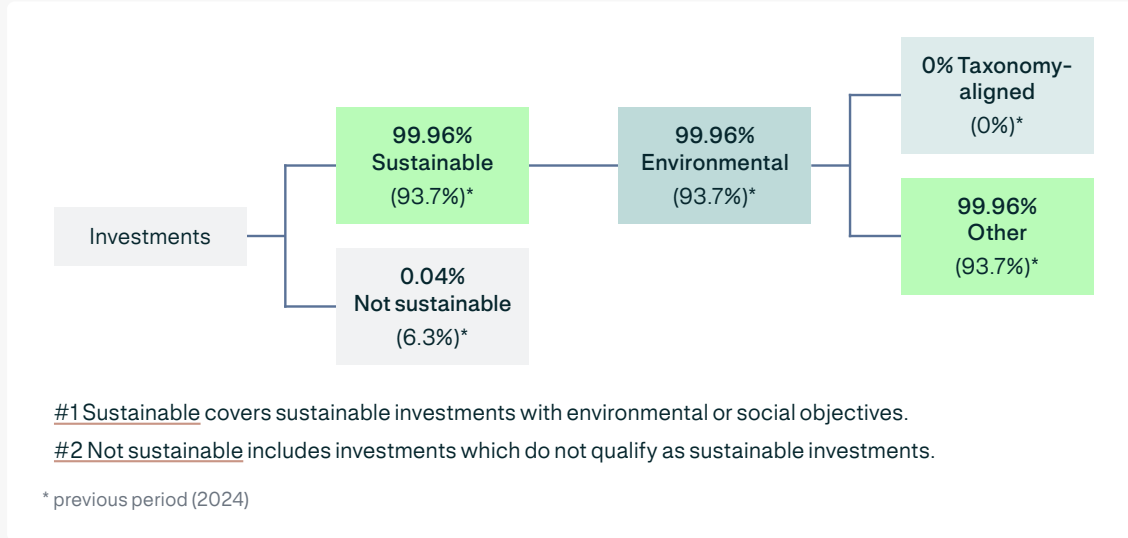 Investments
99.96%
Sustainable
(93.7%)*
0.04%
Not sustainable
(6.3%)*
99.96%
Environmental
(93.7%)*
0% Taxonomy-
aligned
(0%)*
99.96%
Other
(93.7%)*
#1 Sustainable covers sustainable investments with environmental or social objectives.
#2 Not sustainable includes investments which do not qualify as sustainable investments.
* previous period (2024)